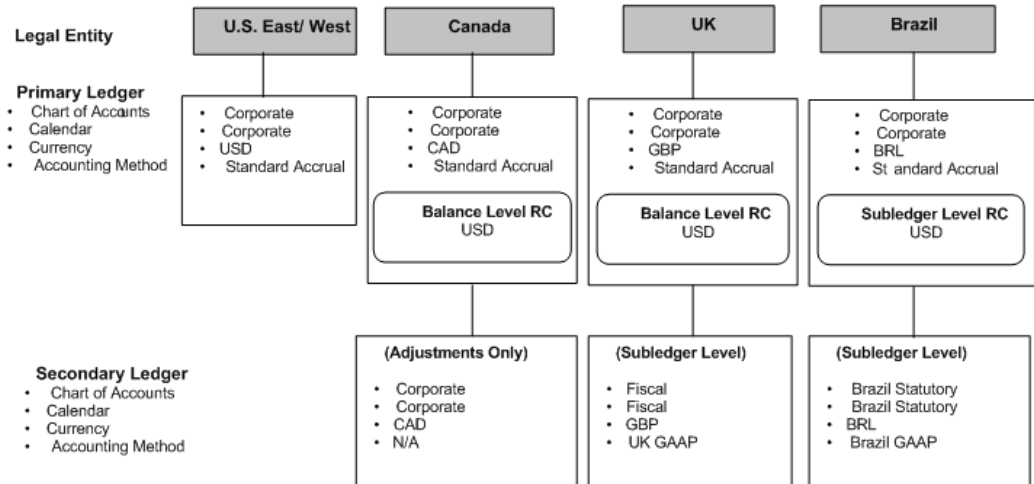 Legal Entity
U.S. East/ West
Canada
UK
Brazil
Primary Ledger
• Chart of Accounts
• Calendar
• Currency
• Accounting Method
• Corporate
• Corporate
• USD
• Standard Accrual
• Corporate
• Corporate
• CAD
• Standard Accrual
Balance Level RC
USD
• Corporate
• Corporate
• GBP
• Standard Accrual
Balance Level RC
USD
• Corporate
• Corporate
• BRL
• St andard Accrual
Subledger Level RC
USD
Secondary Ledger
• Chart of Accounts
• Calendar
• Currency
• Accounting Method
(Adjustments Only)
• Corporate
• Corporate
• CAD
• N/A
(Subledger Level)
• Fiscal
• Fiscal
• GBP
• UK GAAP
(Subledger Level)
• Brazil Statutory
• Brazil Statutory
• BRL
• Brazil GAAP